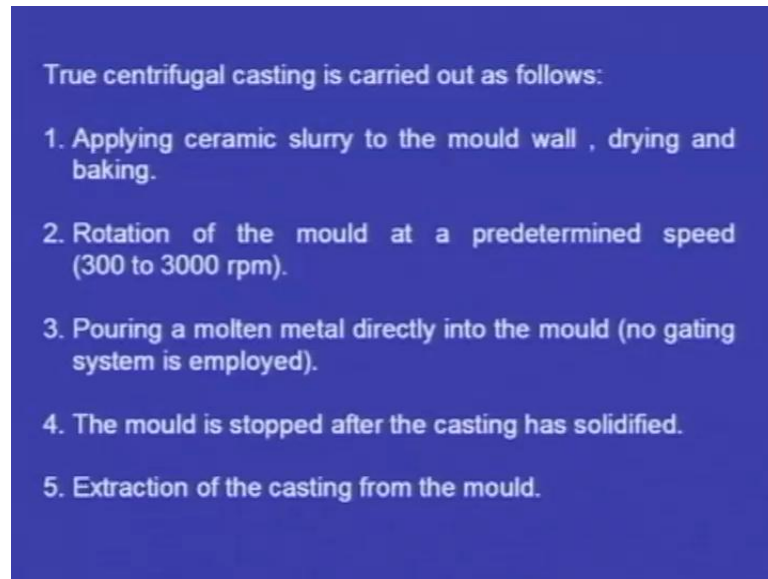 True centrifugal casting is carried out as follows:
1. Applying ceramic slurry to the mould wall , drying and
baking.
2. Rotation of the mould at a predetermined speed
(300 to 3000 rpm).
3. Pouring a molten metal directly into the mould (no gating
system is employed).
4. The mould is stopped after the casting has solidified.
5. Extraction of the casting from the mould.